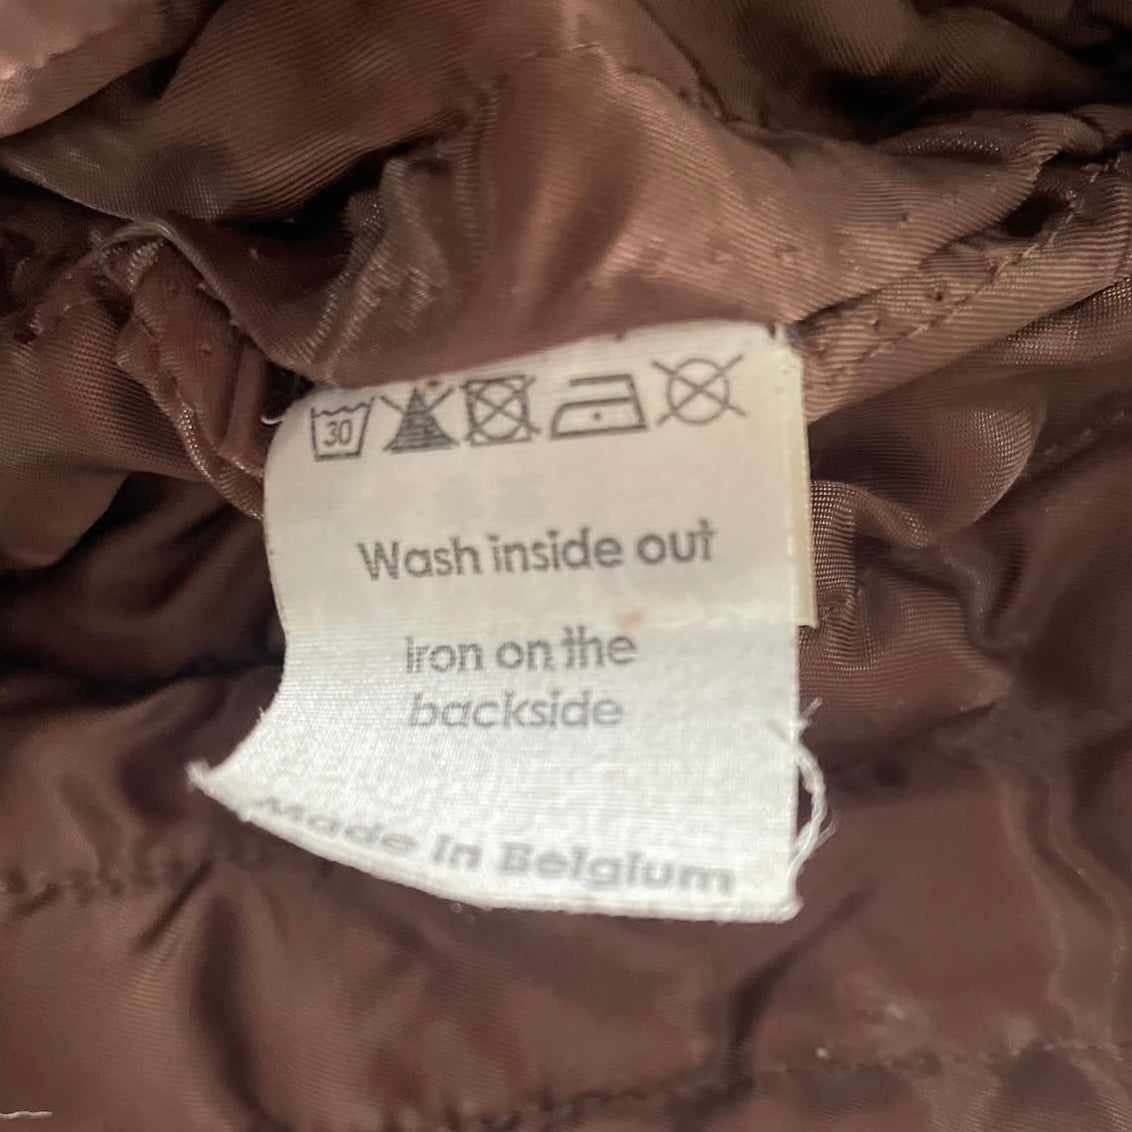 30
Wash inside out
Iron on the
backside
Made in Belgium